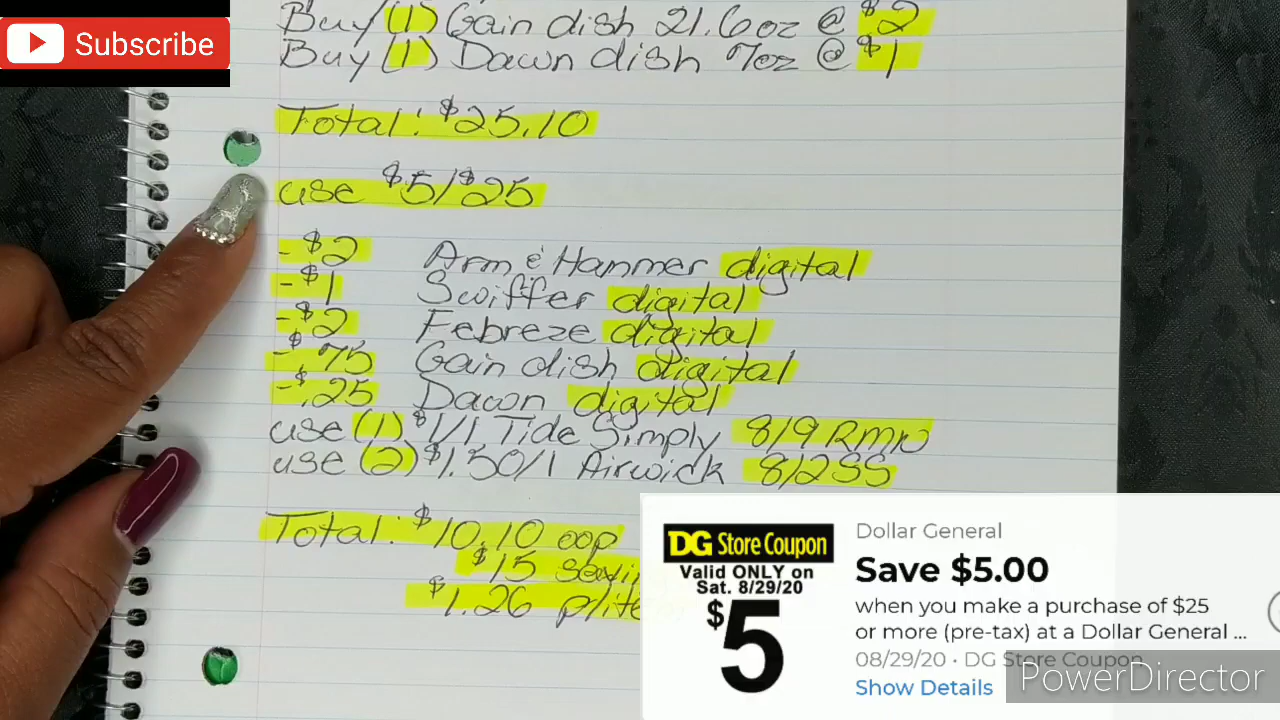 Subscribe
Buy (1) Gain dish 21.6oz @ $2
Buy (1) Dawn dish 7oz @ $1
Total: $25.10
use $5/$25
-$2 Arm & Hammer digital
-$1 Swiffer digital
-$2 Febreze digital
-$.75 Gain dish digital
-$.25 Dawn digital
use (1) $1/1 Tide Simply 8/9 RMN
use (2) $1.50/1 Airwick 8/2 SS
Total: $10.10 oop
$15
$1.26
DG Store Coupon
Valid ONLY on
Sat. 8/29/20
$5
Dollar General
Save $5.00
when you make a purchase of $25
or more (pre-tax) at a Dollar General ...
08/29/20 • DG Store Coupon
Show Details
PowerDirector